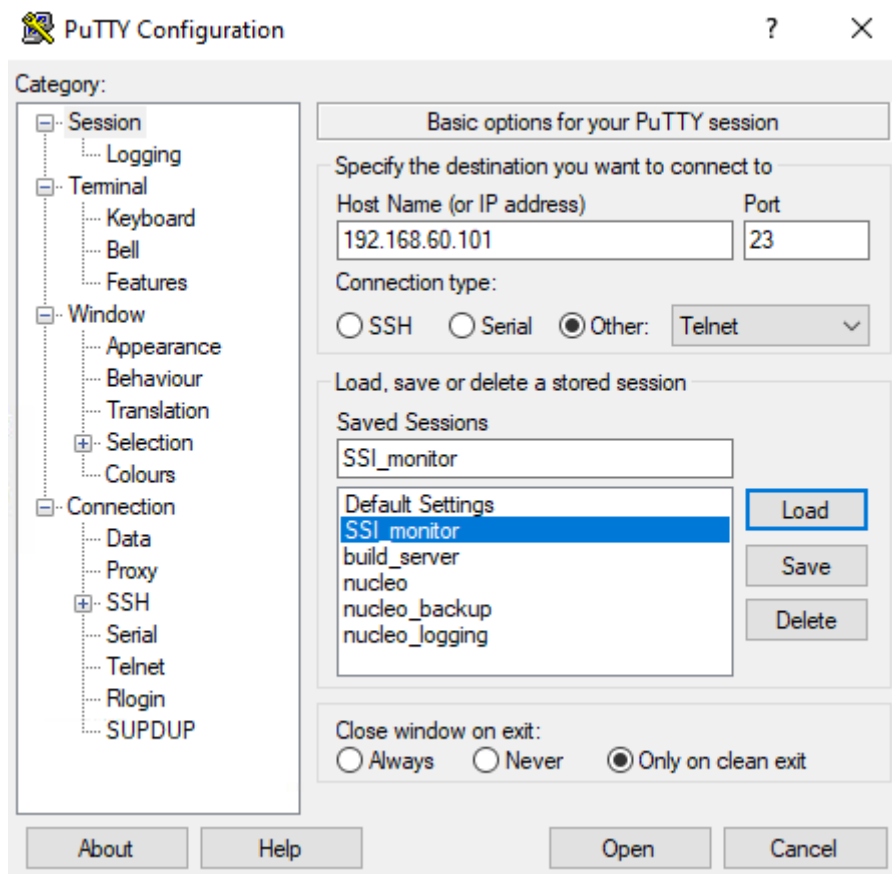 PuTTY Configuration
?
Category:
Session
Logging
Terminal
Keyboard
Bell
Features
Window
Appearance
Behaviour
Translation
Selection
Colours
Connection
Data
Proxy
SSH
Serial
Telnet
Rlogin
SUPDUP
Basic options for your PuTTY session
Specify the destination you want to connect to
Host Name (or IP address) Port
192.168.60.101 23
Connection type:
SSH Serial Other: Telnet
Load, save or delete a stored session
Saved Sessions
SSI_monitor
Default Settings
SSI_monitor
build_server
nucleo
nucleo_backup
nucleo_logging
Load
Save
Delete
Close window on exit:
Always Never Only on clean exit
About Help Open Cancel